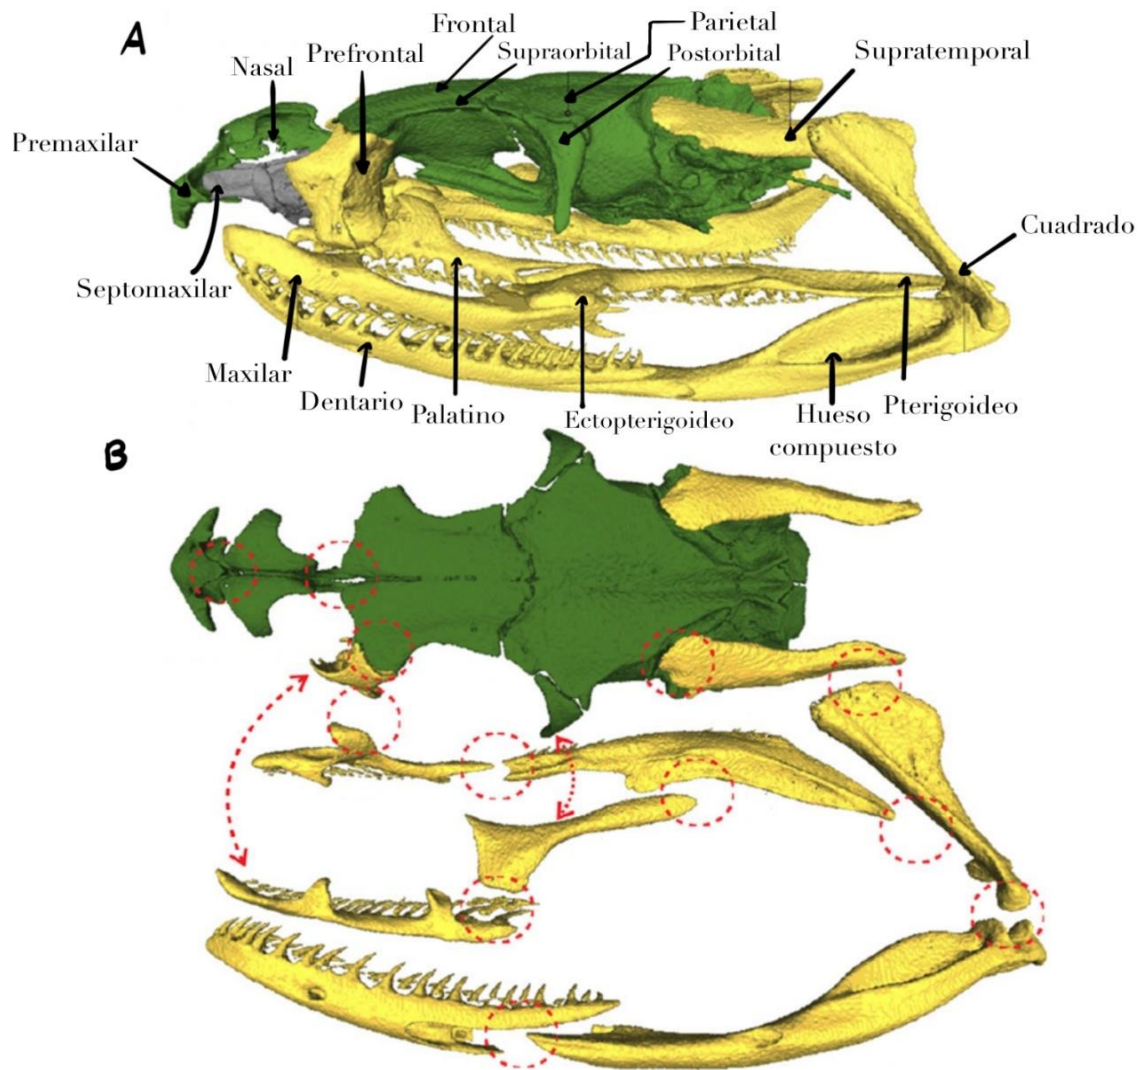 A
Frontal
Parietal
Nasal
Prefrontal
Supraorbital
Postorbital
Supratemporal
Premaxilar
Cuadrado
Septomaxilar
Maxilar
Dentario
Palatino
Ectopterigoideo
Hueso
compuesto
Pterigoideo
B